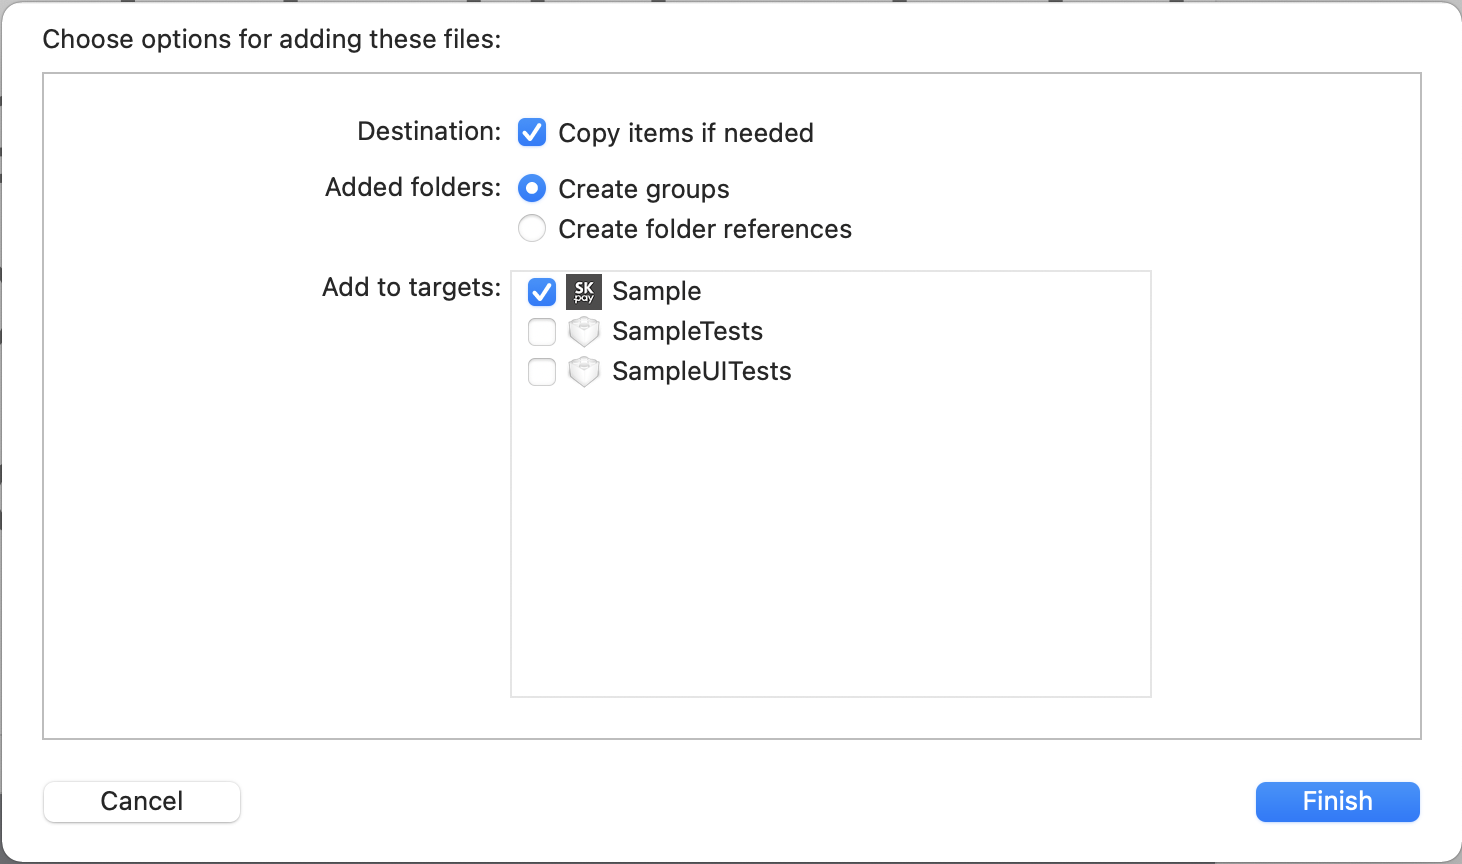 Choose options for adding these files:
Destination: Copy items if needed
Added folders: Create groups
Create folder references
Add to targets: SK pay Sample
SampleTests
SampleUITests
Cancel Finish